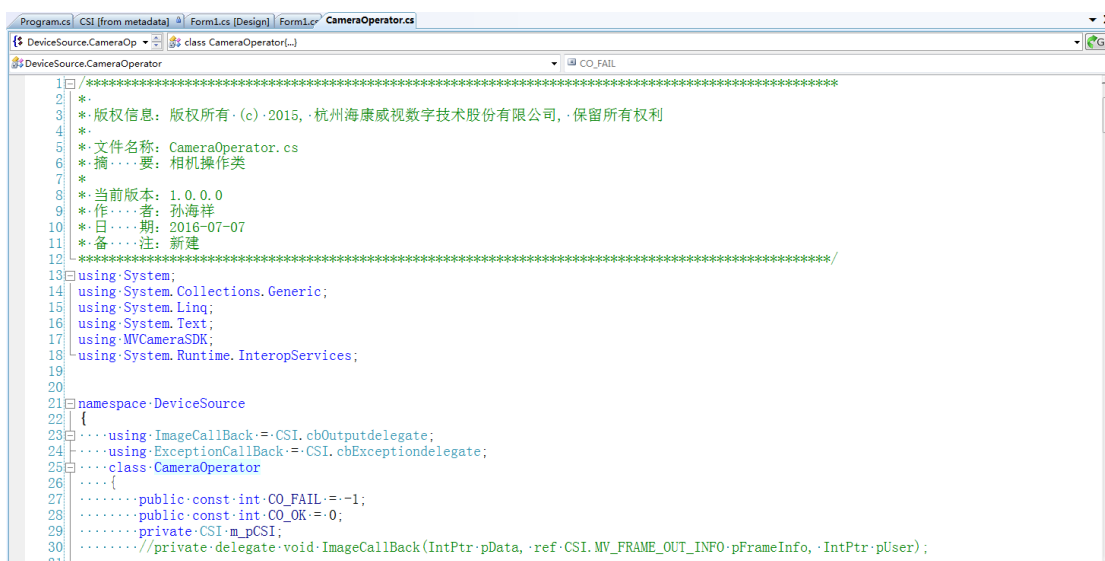 Program.cs CSI [from metadata] Form1.cs [Design] Form1.cs CameraOperator.cs
DeviceSource.CameraOp class CameraOperator{...}
DeviceSource.CameraOperator CO_FAIL
1 /**************************************************************************************************
2 *
3 * 版权信息：版权所有 (c) 2015, 杭州海康威视数字技术股份有限公司, 保留所有权利
4 *
5 * 文件名称：CameraOperator.cs
6 * 摘    要：相机操作类
7 *
8 * 当前版本：1.0.0.0
9 * 作    者：孙海祥
10 * 日    期：2016-07-07
11 * 备    注：新建
12 **************************************************************************************************/
13 using System;
14 using System.Collections.Generic;
15 using System.Linq;
16 using System.Text;
17 using MVCameraSDK;
18 using System.Runtime.InteropServices;
19
20
21 namespace DeviceSource
22 {
23     using ImageCallBack = CSI.cbOutputdelegate;
24     using ExceptionCallBack = CSI.cbExceptiondelegate;
25     class CameraOperator
26     {
27         public const int CO_FAIL = -1;
28         public const int CO_OK = 0;
29         private CSI m_pCSI;
30         //private delegate void ImageCallBack(IntPtr pData, ref CSI.MV_FRAME_OUT_INFO pFrameInfo, IntPtr pUser);